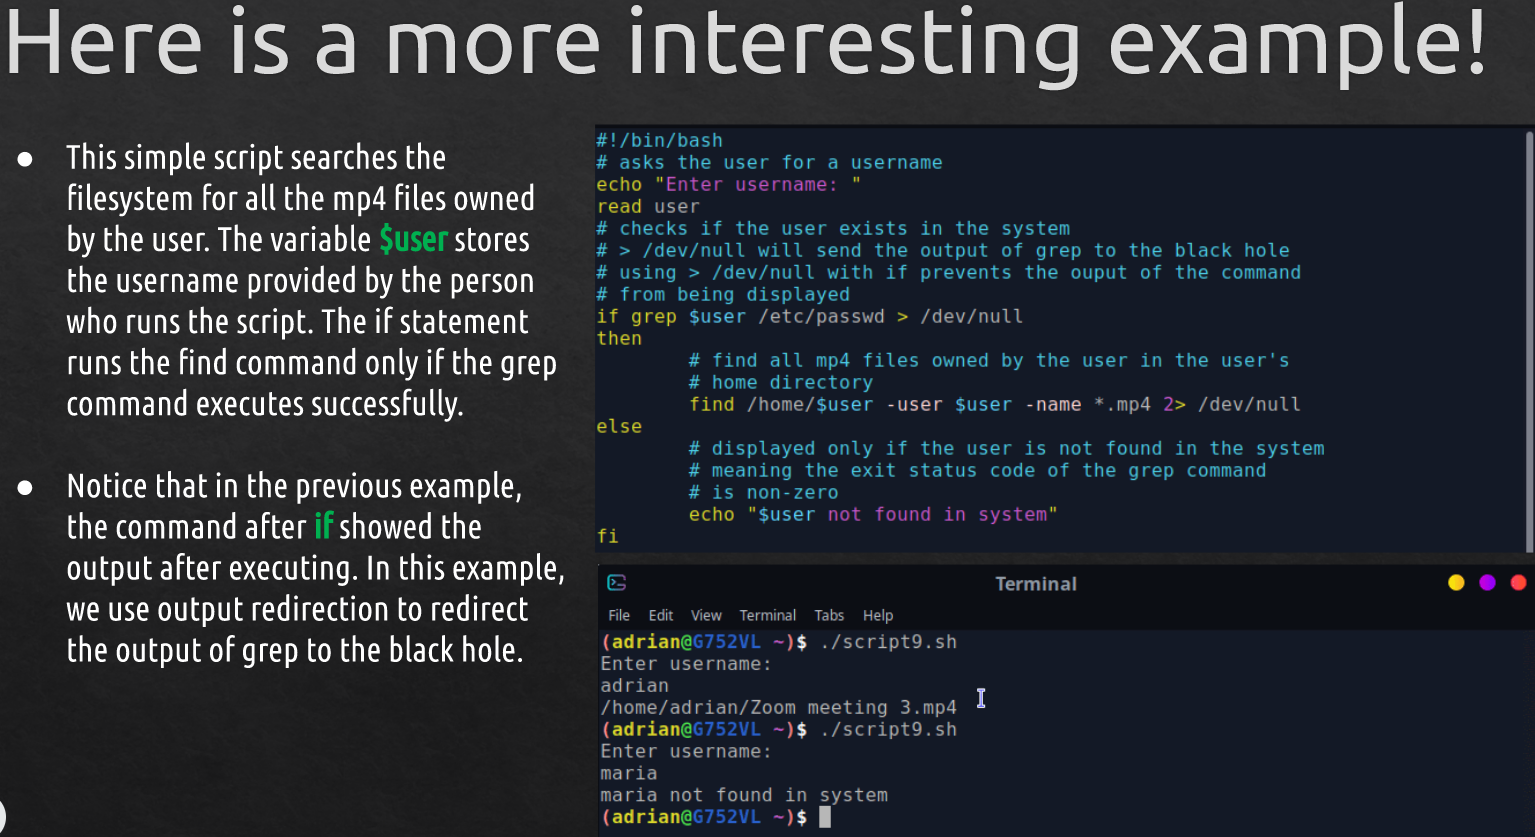 Here is a more interesting example!
● This simple script searches the
filesystem for all the mp4 files owned
by the user. The variable $user stores
the username provided by the person
who runs the script. The if statement
runs the find command only if the grep
command executes successfully.
● Notice that in the previous example,
the command after if showed the
output after executing. In this example,
we use output redirection to redirect
the output of grep to the black hole.
#!/bin/bash
# asks the user for a username
echo "Enter username: "
read user
# checks if the user exists in the system
# > /dev/null will send the output of grep to the black hole
# using > /dev/null with if prevents the ouput of the command
# from being displayed
if grep $user /etc/passwd > /dev/null
then
        # find all mp4 files owned by the user in the user's
        # home directory
        find /home/$user -user $user -name *.mp4 2> /dev/null
else
        # displayed only if the user is not found in the system
        # meaning the exit status code of the grep command
        # is non-zero
        echo "$user not found in system"
fi
Terminal
File Edit View Terminal Tabs Help
(adrian@G752VL ~)$ ./script9.sh
Enter username:
adrian
/home/adrian/Zoom meeting 3.mp4
(adrian@G752VL ~)$ ./script9.sh
Enter username:
maria
maria not found in system
(adrian@G752VL ~)$